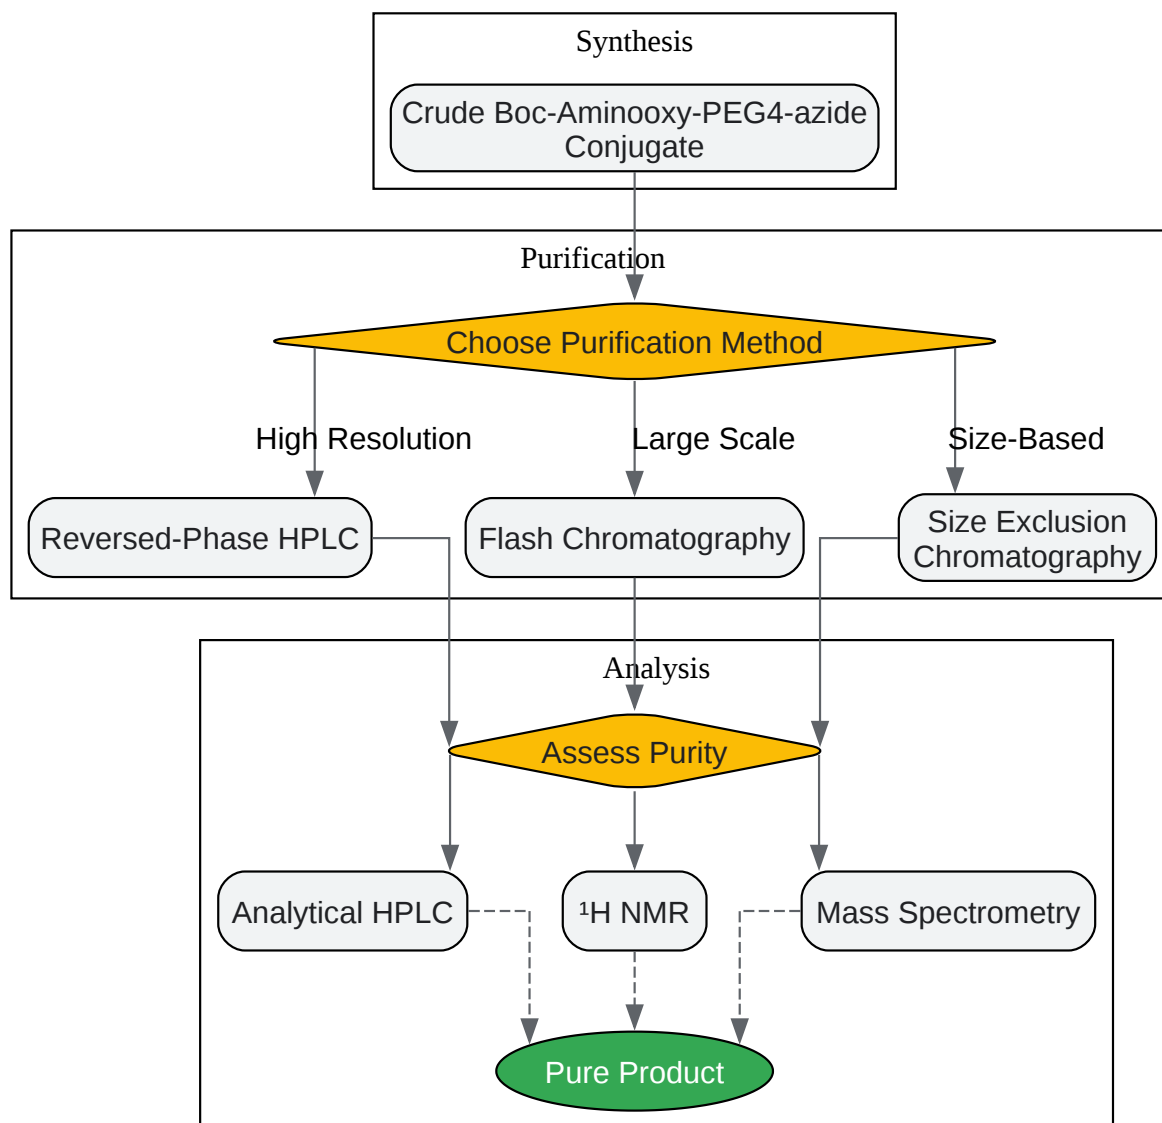 Synthesis
Crude Boc-Aminooxy-PEG4-azide
Conjugate
Purification
Choose Purification Method
High Resolution
Large Scale
Size-Based
Reversed-Phase HPLC
Flash Chromatography
Size Exclusion
Chromatography
Analysis
Assess Purity
Analytical HPLC
¹H NMR
Mass Spectrometry
Pure Product